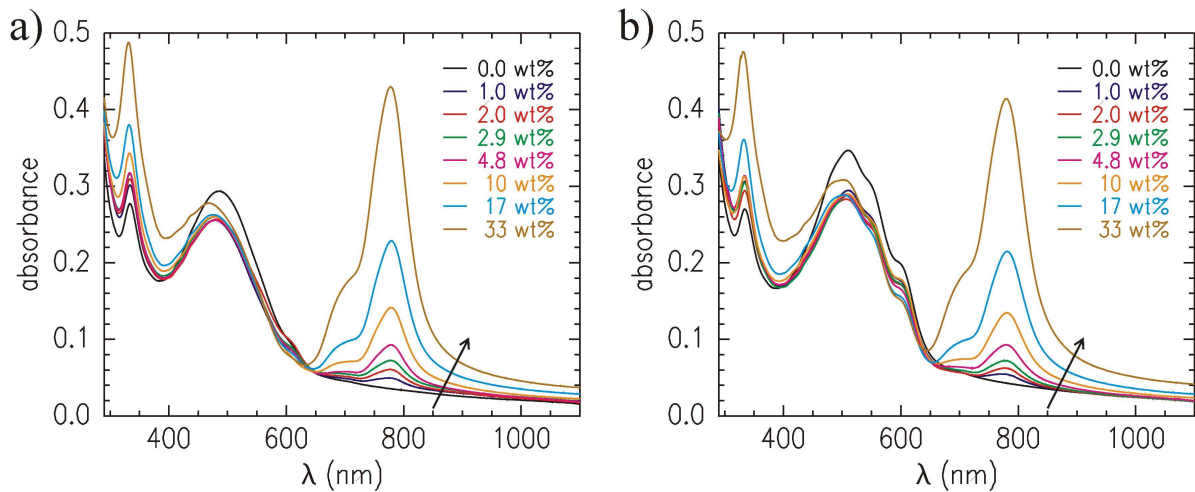 a)
0.5
0.4
0.3
0.2
0.1
0.0
absorbance
0.0 wt%
1.0 wt%
2.0 wt%
2.9 wt%
4.8 wt%
10 wt%
17 wt%
33 wt%
400
600
800
1000
λ (nm)
b)
0.5
0.4
0.3
0.2
0.1
0.0
absorbance
0.0 wt%
1.0 wt%
2.0 wt%
2.9 wt%
4.8 wt%
10 wt%
17 wt%
33 wt%
400
600
800
1000
λ (nm)